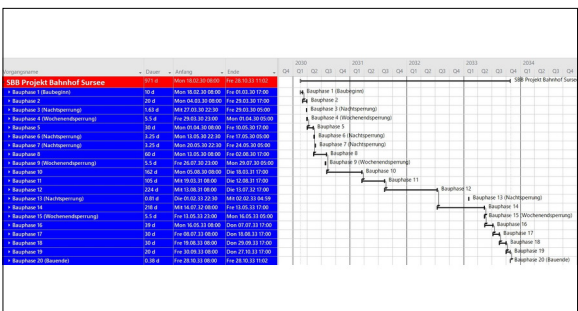 2030 2031 2032 2033 2034
Vorgangsname Dauer Anfang Ende Q4 Q1 Q2 Q3 Q4 Q1 Q2 Q3 Q4 Q1 Q2 Q3 Q4 Q1 Q2 Q3 Q4 Q1 Q2 Q3 Q4
SBB Projekt Bahnhof Sursee 971 d Mon 18.02.30 08:00 Fre 28.10.33 11:02 SBB Projekt Bahnhof Sursee
Bauphase 1 (Baubeginn) 10 d Mon 18.02.30 08:00 Fre 01.03.30 17:00 Bauphase 1 (Baubeginn)
Bauphase 2 20 d Mon 04.03.30 08:00 Fre 29.03.30 17:00 Bauphase 2
Bauphase 3 (Nachtsperrung) 1.63 d Mit 27.03.30 22:30 Fre 29.03.30 05:00 Bauphase 3 (Nachtsperrung)
Bauphase 4 (Wochenendsperrung) 5.5 d Fre 29.03.30 23:00 Mon 01.04.30 05:00 Bauphase 4 (Wochenendsperrung)
Bauphase 5 30 d Mon 01.04.30 08:00 Fre 10.05.30 17:00 Bauphase 5
Bauphase 6 (Nachtsperrung) 3.25 d Mon 13.05.30 22:30 Fre 17.05.30 05:00 Bauphase 6 (Nachtsperrung)
Bauphase 7 (Nachtsperrung) 3.25 d Mon 20.05.30 22:30 Fre 24.05.30 05:00 Bauphase 7 (Nachtsperrung)
Bauphase 8 60 d Mon 13.05.30 08:00 Fre 02.08.30 17:00 Bauphase 8
Bauphase 9 (Wochenendsperrung) 5.5 d Fre 26.07.30 23:00 Mon 29.07.30 05:00 Bauphase 9 (Wochenendsperrung)
Bauphase 10 162 d Mon 05.08.30 08:00 Die 18.03.31 17:00 Bauphase 10
Bauphase 11 105 d Mit 19.03.31 08:00 Die 12.08.31 17:00 Bauphase 11
Bauphase 12 224 d Mit 13.08.31 08:00 Die 13.07.32 17:00 Bauphase 12
Bauphase 13 (Nachtsperrung) 0.81 d Die 01.02.33 22:30 Mit 02.02.33 04:59 Bauphase 13 (Nachtsperrung)
Bauphase 14 218 d Mit 14.07.32 08:00 Fre 13.05.33 17:00 Bauphase 14
Bauphase 15 (Wochenendsperrung) 5.5 d Fre 13.05.33 23:00 Mon 16.05.33 05:00 Bauphase 15 (Wochenendsperrung)
Bauphase 16 39 d Mon 16.05.33 08:00 Don 07.07.33 17:00 Bauphase 16
Bauphase 17 30 d Fre 08.07.33 08:00 Don 18.08.33 17:00 Bauphase 17
Bauphase 18 30 d Fre 19.08.33 08:00 Don 29.09.33 17:00 Bauphase 18
Bauphase 19 20 d Fre 30.09.33 08:00 Don 27.10.33 17:00 Bauphase 19
Bauphase 20 (Bauende) 0.38 d Fre 28.10.33 08:00 Fre 28.10.33 11:02 Bauphase 20 (Bauende)